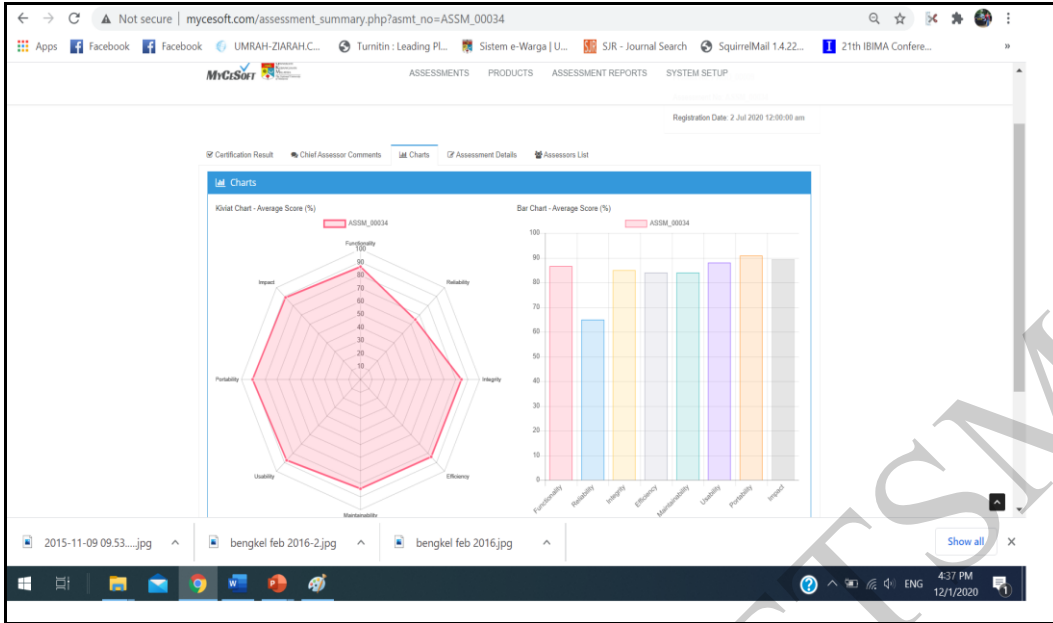 Not secure | mycesoft.com/assessment_summary.php?asmt_no=ASSM_00034
Apps Facebook Facebook UMRAH-ZIARAH.C... Turnitin : Leading Pl... Sistem e-Warga | U... SJR - Journal Search SquirrelMail 1.4.22... 21th IBIMA Confere... »
MYCESOFT ASSESSMENTS PRODUCTS ASSESSMENT REPORTS SYSTEM SETUP
Registration Date: 2 Jul 2020 12:00:00 am
Certification Result Chief Assessor Comments Charts Assessment Details Assessors List
Charts
Kiviat Chart - Average Score (%)
ASSM_00034
Functionality
100
90
80
70
60
50
40
30
20
10
Reliability
Integrity
Efficiency
Maintainability
Usability
Portability
Impact
Bar Chart - Average Score (%)
ASSM_00034
100
90
80
70
60
50
40
30
20
10
0
Functionality
Reliability
Integrity
Efficiency
Maintainability
Usability
Portability
Impact
2015-11-09 09.53.....jpg bengkel feb 2016-2.jpg bengkel feb 2016.jpg Show all
ENG 4:37 PM
12/1/2020
1
TSM